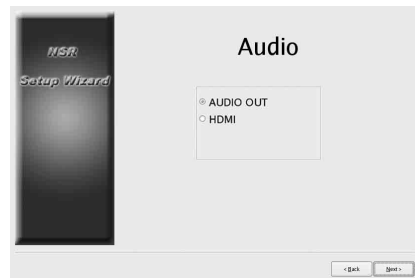 NSR
Setup Wizard
Audio
AUDIO OUT
HDMI
< Back
Next >